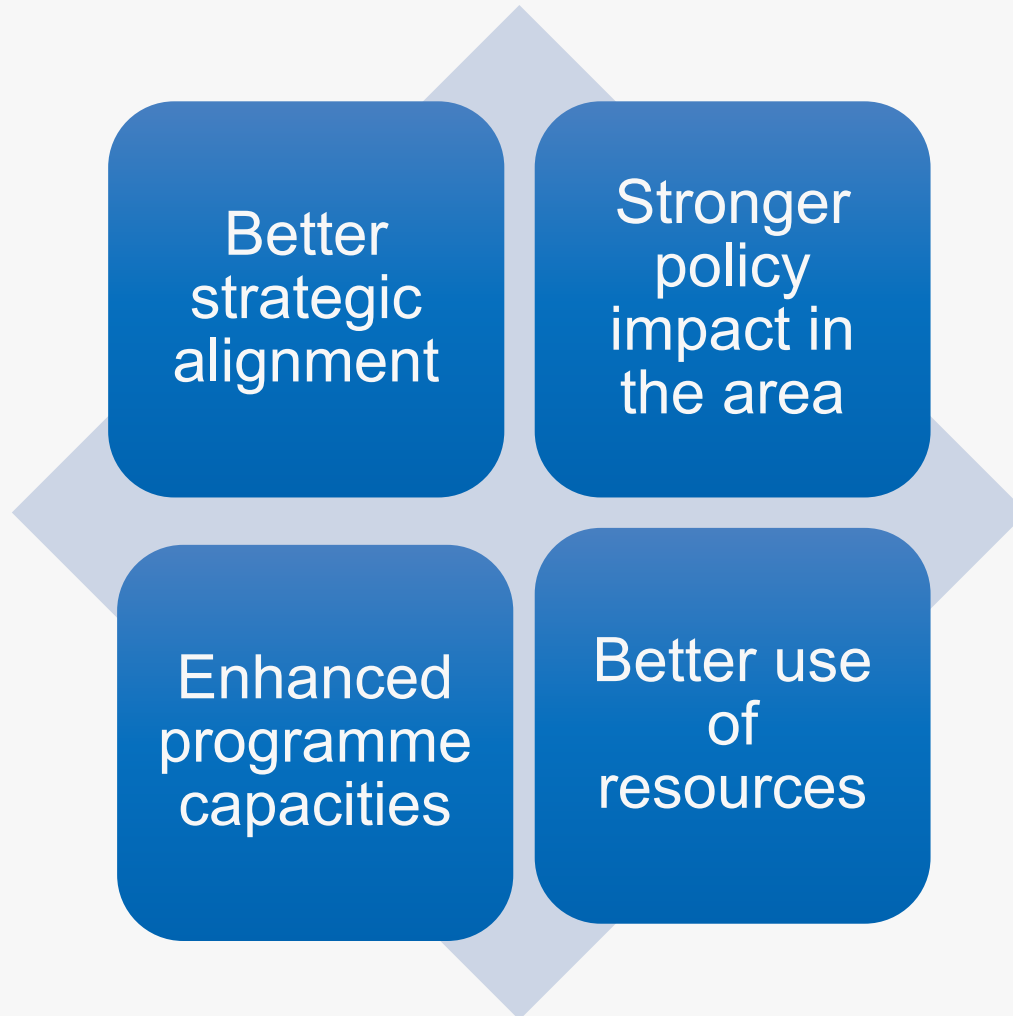 Better
strategic
alignment
Stronger
policy
impact in
the area
Enhanced
programme
capacities
Better use
of
resources